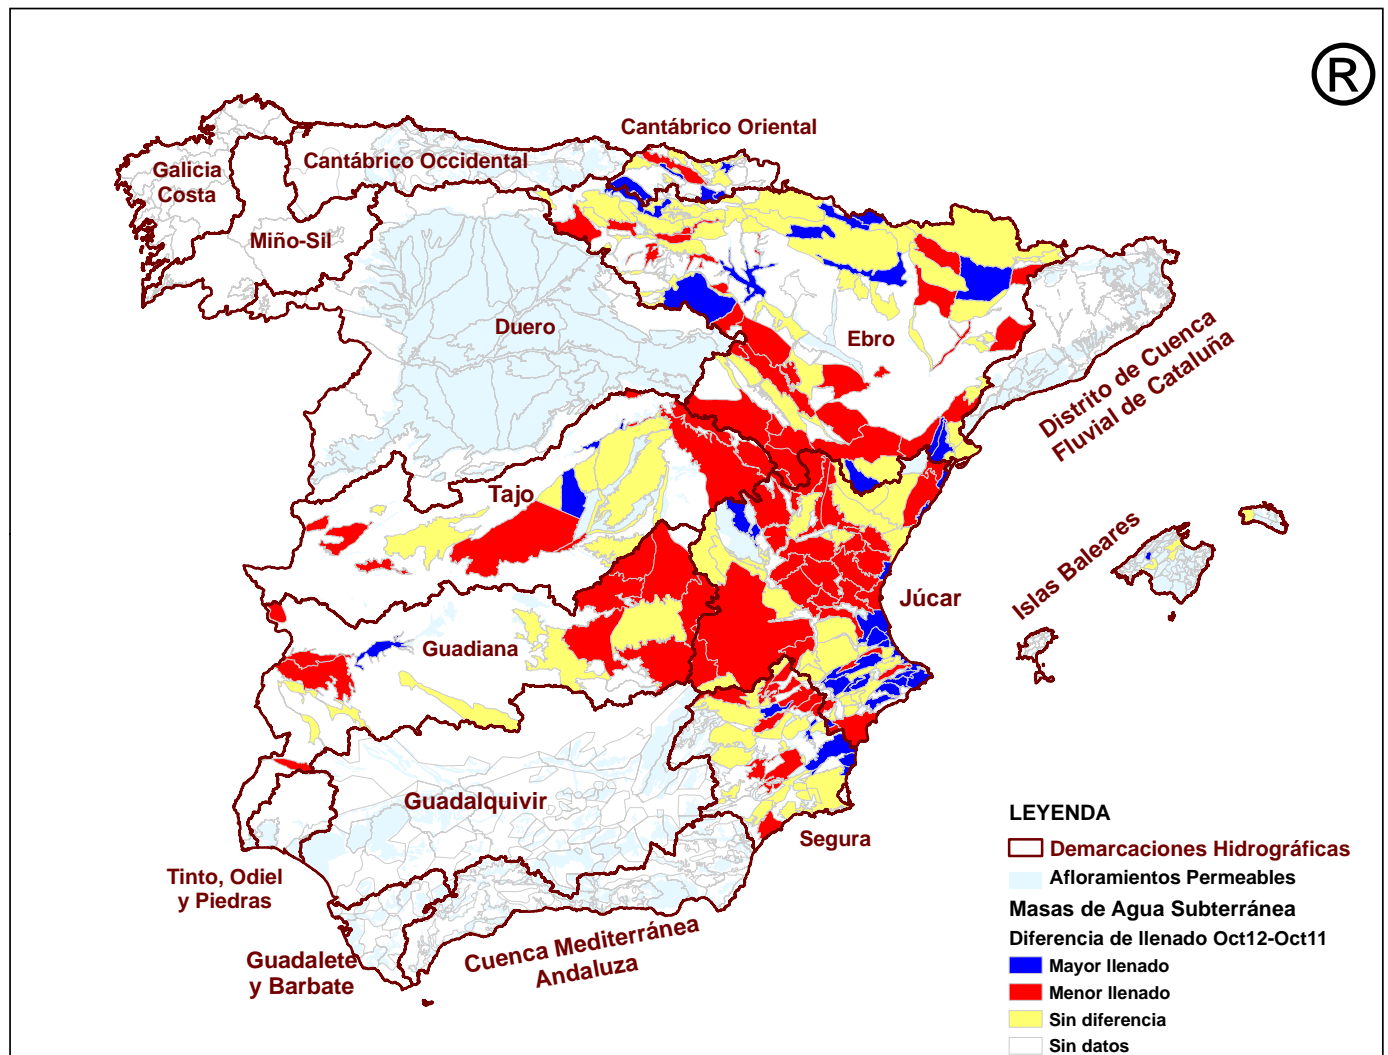 ®
Cantábrico Oriental
Cantábrico Occidental
Galicia
Costa
Miño-Sil
Duero
Ebro
Distrito de Cuenca
Fluvial de Cataluña
Tajo
Islas Baleares
Júcar
Guadiana
Guadalquivir
Segura
Tinto, Odiel
y Piedras
Guadalete
y Barbate
Cuenca Mediterránea
Andaluza
LEYENDA
Demarcaciones Hidrográficas
Afloramientos Permeables
Masas de Agua Subterránea
Diferencia de llenado Oct12-Oct11
Mayor llenado
Menor llenado
Sin diferencia
Sin datos